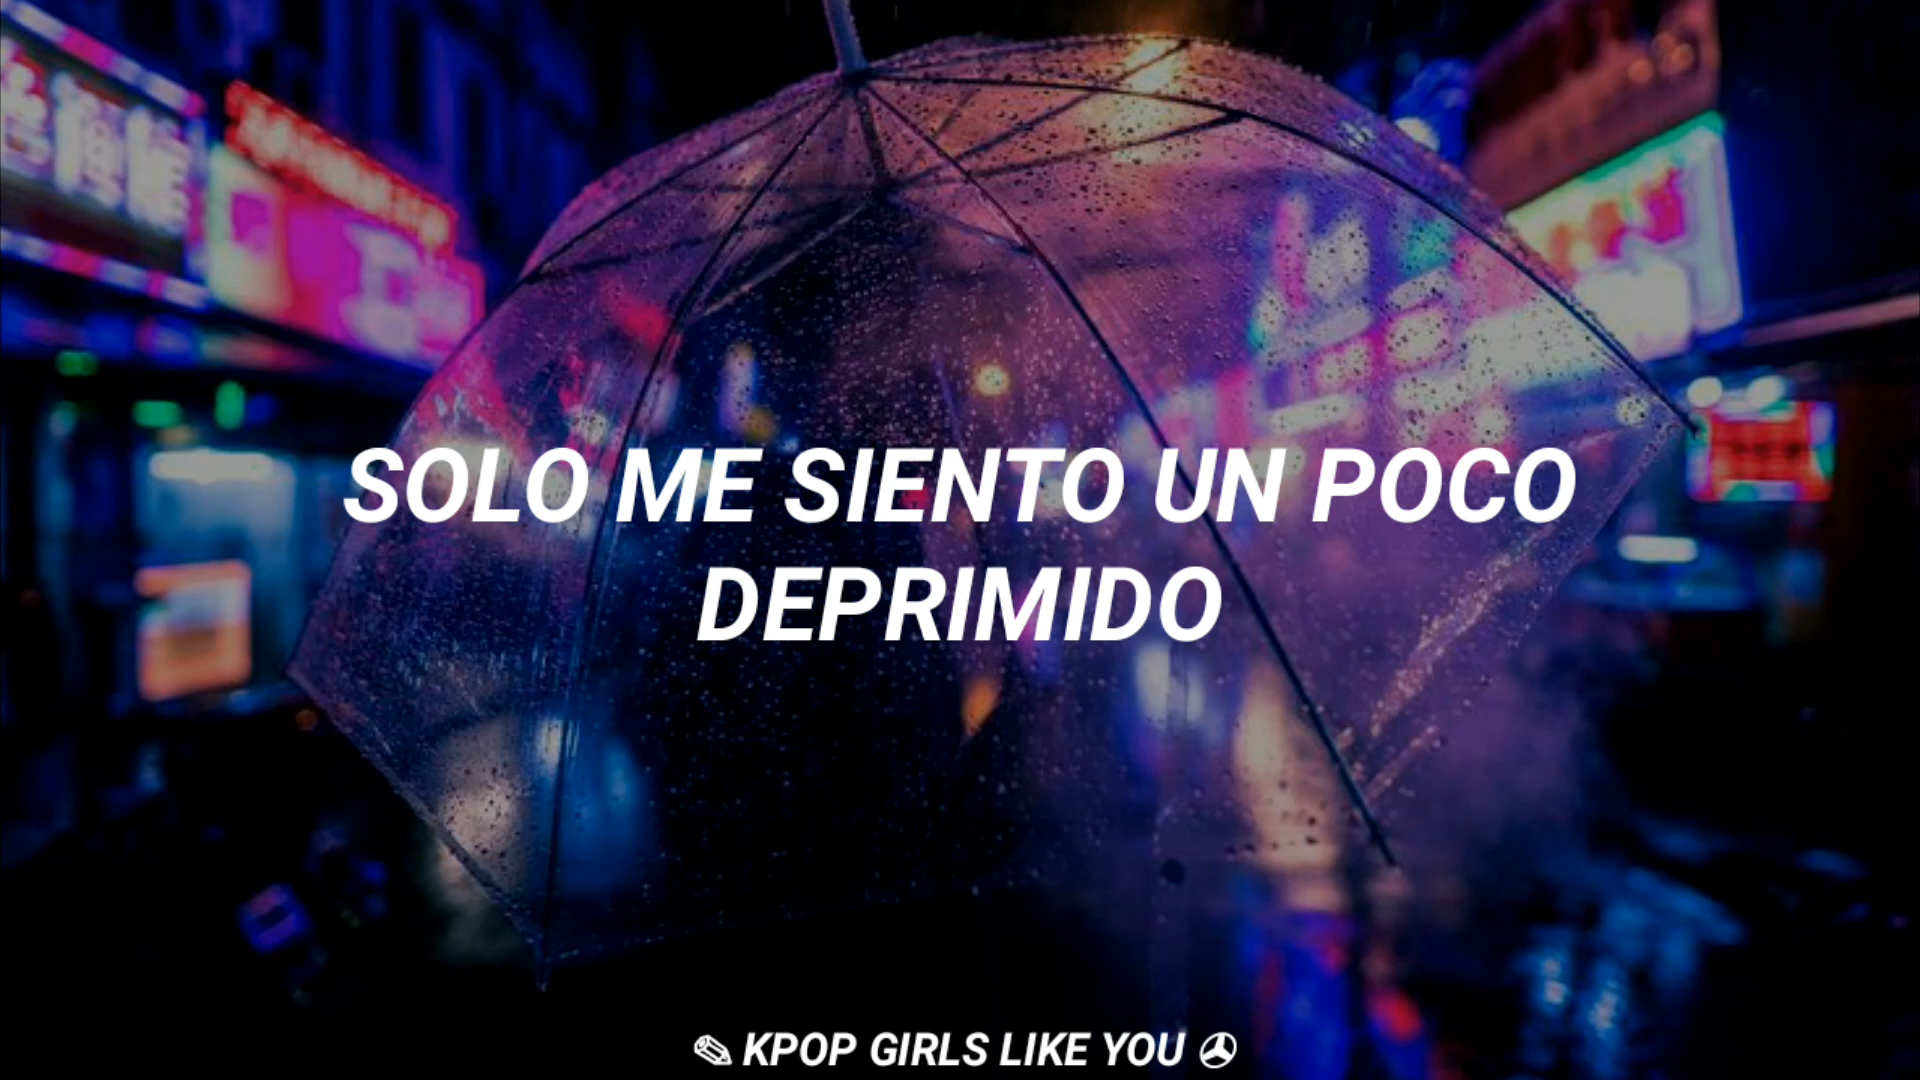 SOLO ME SIENTO UN POCO
DEPRIMIDO
✎ KPOP GIRLS LIKE YOU ✇